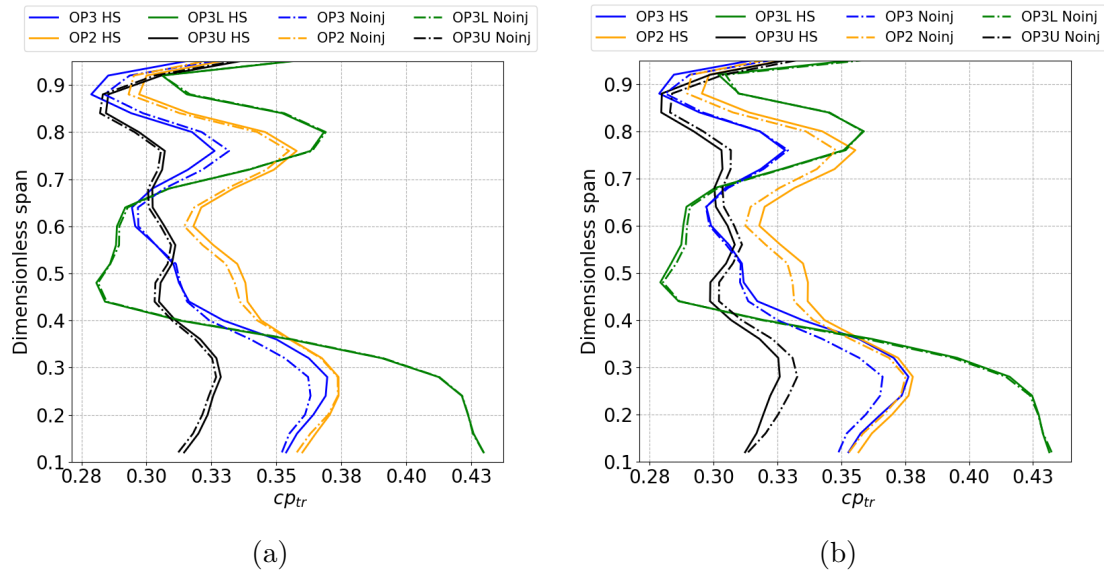 OP3 HS OP3L HS OP3 Noinj OP3L Noinj
OP2 HS OP3U HS OP2 Noinj OP3U Noinj
0.9
0.8
0.7
0.6
0.5
0.4
0.3
0.2
0.1
Dimensionless span
0.28 0.30 0.33 0.35 0.38 0.40 0.43
cp_tr
(a)
OP3 HS OP3L HS OP3 Noinj OP3L Noinj
OP2 HS OP3U HS OP2 Noinj OP3U Noinj
0.9
0.8
0.7
0.6
0.5
0.4
0.3
0.2
0.1
Dimensionless span
0.28 0.30 0.33 0.35 0.38 0.40 0.43
cp_tr
(b)